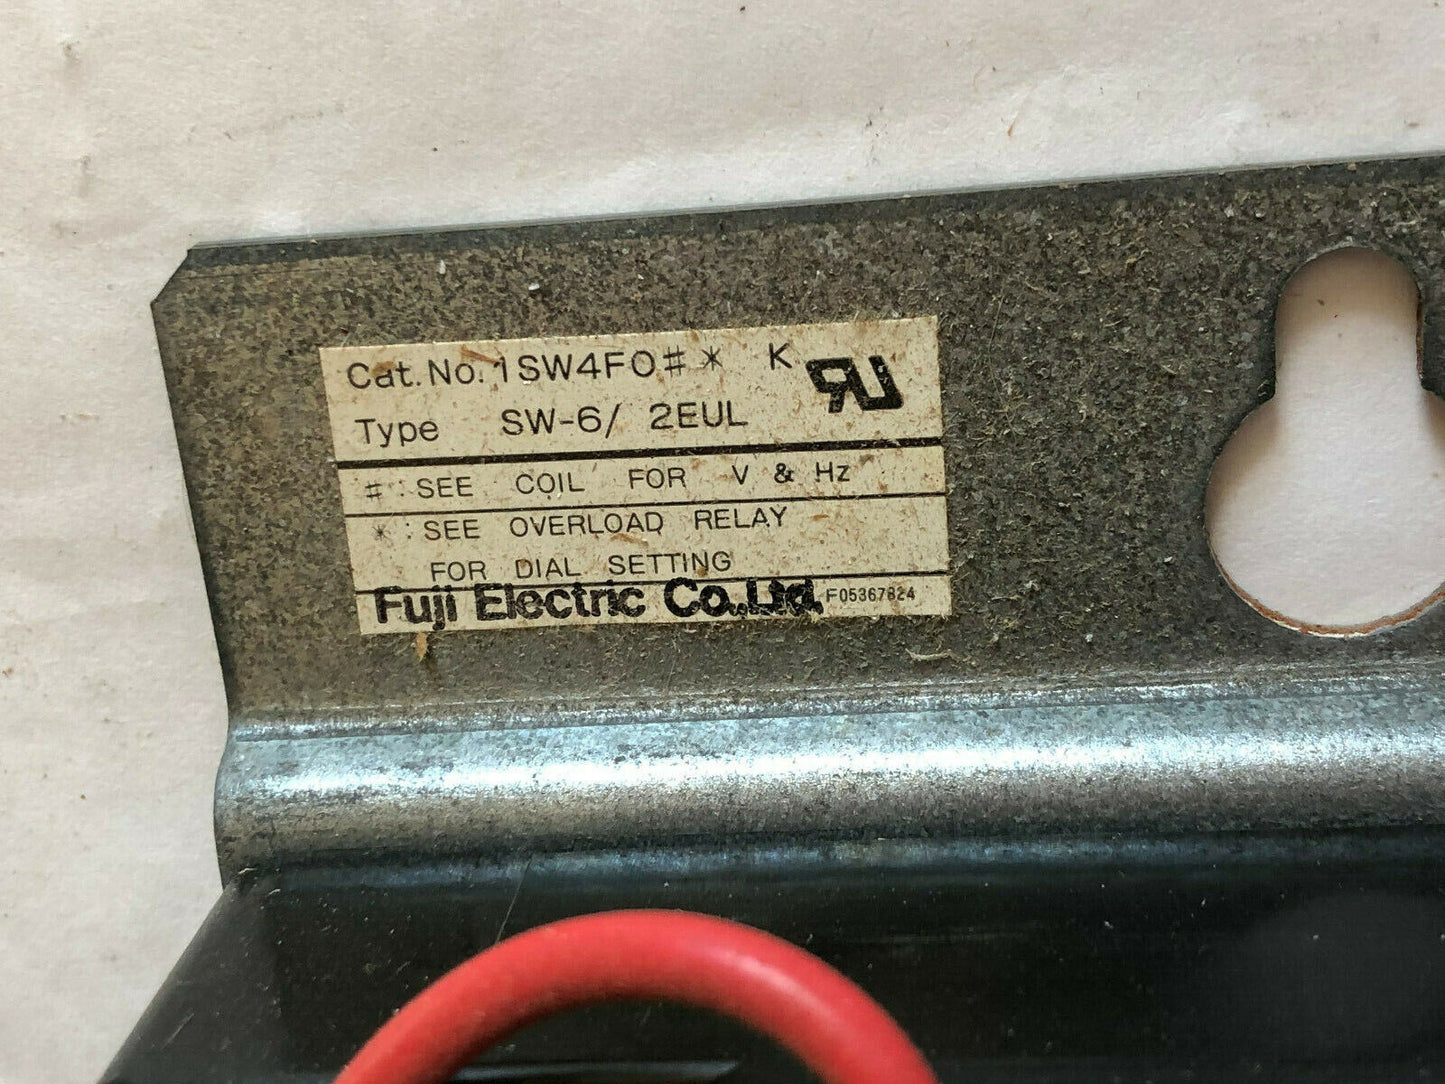 Cat.No.1SW4FO#* K
Type SW-6/ 2EUL
#:SEE COIL FOR V & Hz
*:SEE OVERLOAD RELAY
FOR DIAL SETTING
Fuji Electric Co.,Ltd. F05367824